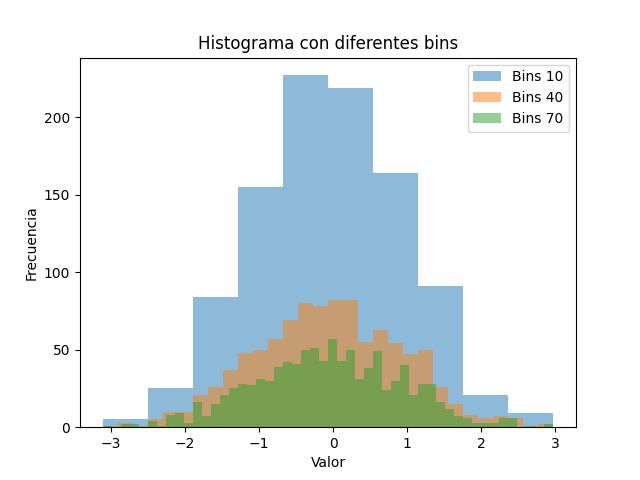 Histograma con diferentes bins
Bins 10
Bins 40
Bins 70
Frecuencia
200
150
100
50
0
−3
−2
−1
0
1
2
3
Valor